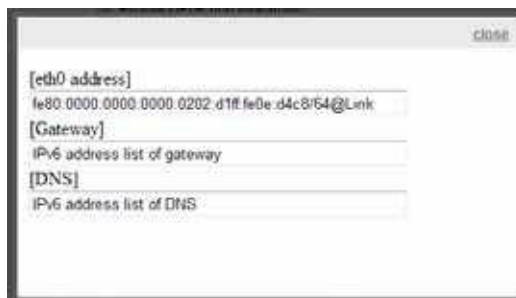 close
[eth0 address]
fe80:0000:0000:0000:0202:d1ff:fe0e:d4c8/64@Link
[Gateway]
IPv6 address list of gateway
[DNS]
IPv6 address list of DNS